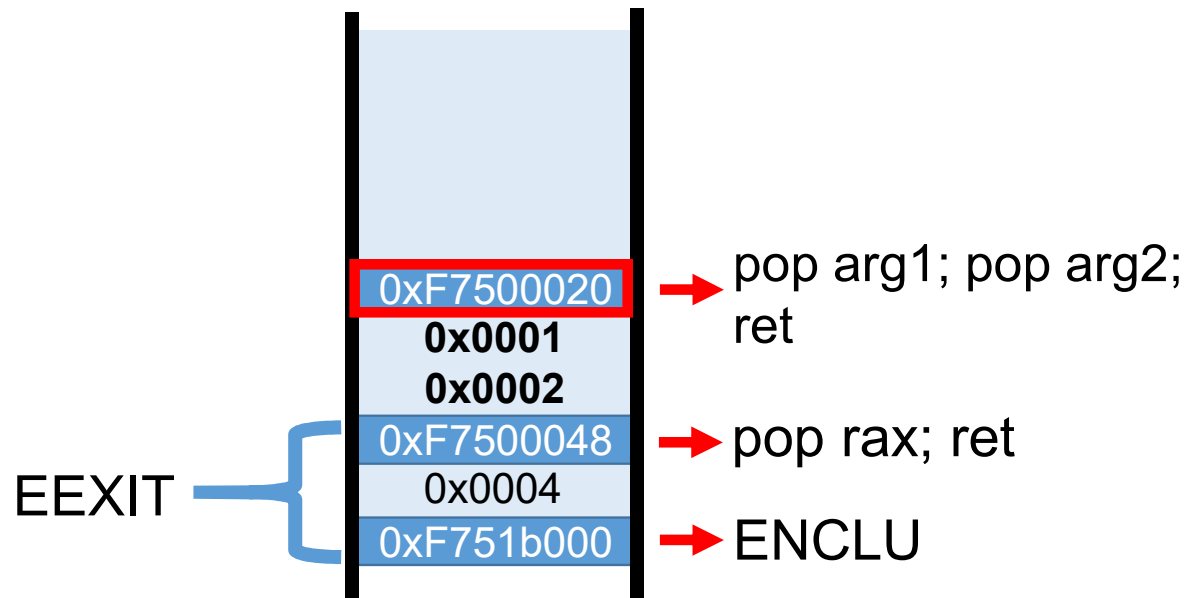 0xF7500020
pop arg1; pop arg2;
ret
0x0001
0x0002
0xF7500048
pop rax; ret
EEXIT
0x0004
0xF751b000
ENCLU